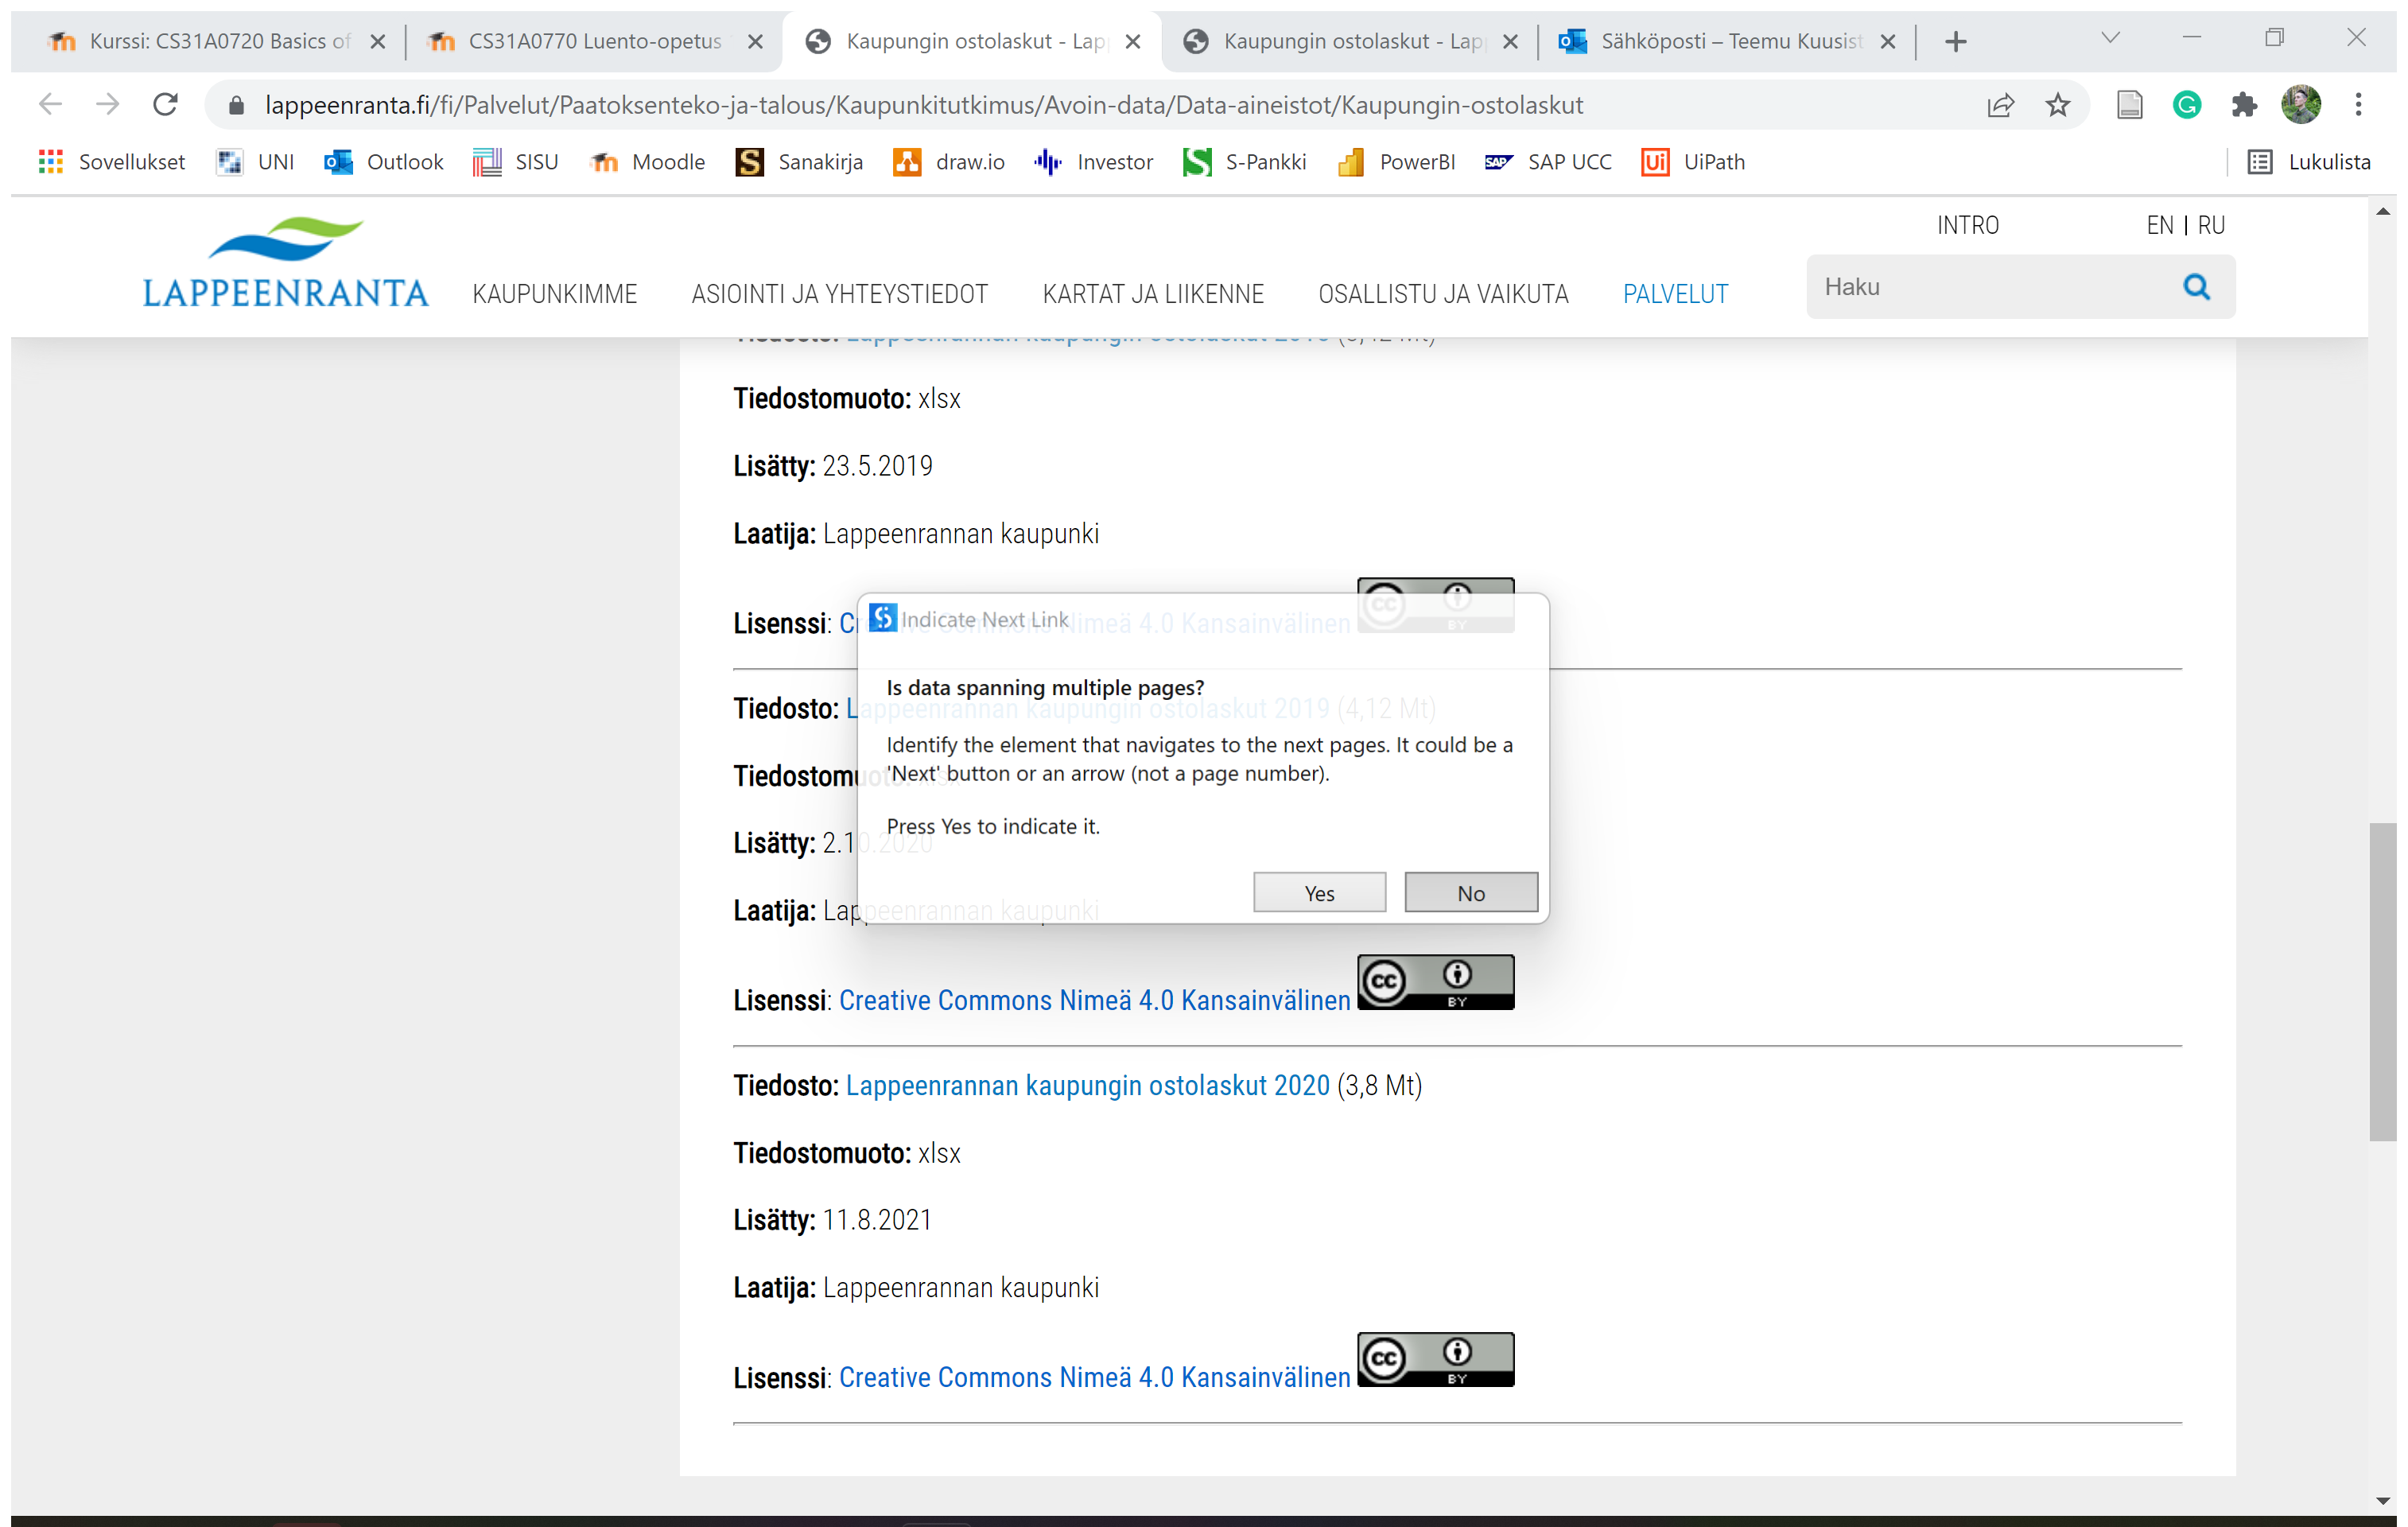 Kurssi: CS31A0720 Basics of
CS31A0770 Luento-opetus
Kaupungin ostolaskut - Lap
Kaupungin ostolaskut - Lap
Sähköposti – Teemu Kuusist
lappeenranta.fi/fi/Palvelut/Paatoksenteko-ja-talous/Kaupunkitutkimus/Avoin-data/Data-aineistot/Kaupungin-ostolaskut
Sovellukset
UNI
Outlook
SISU
Moodle
Sanakirja
draw.io
Investor
S-Pankki
PowerBI
SAP UCC
UiPath
Lukulista
INTRO
EN | RU
LAPPEENRANTA
KAUPUNKIMME
ASIOINTI JA YHTEYSTIEDOT
KARTAT JA LIIKENNE
OSALLISTU JA VAIKUTA
PALVELUT
Haku
Tiedostomuoto: xlsx
Lisätty: 23.5.2019
Laatija: Lappeenrannan kaupunki
Lisenssi: Creative Commons Nimeä 4.0 Kansainvälinen
Indicate Next Link
Is data spanning multiple pages?
Identify the element that navigates to the next pages. It could be a
'Next' button or an arrow (not a page number).
Press Yes to indicate it.
Yes
No
Tiedosto: Lappeenrannan kaupungin ostolaskut 2019 (4,12 Mt)
Tiedostomuoto: xlsx
Lisätty: 2.10.2020
Laatija: Lappeenrannan kaupunki
Lisenssi: Creative Commons Nimeä 4.0 Kansainvälinen
cc BY
Tiedosto: Lappeenrannan kaupungin ostolaskut 2020 (3,8 Mt)
Tiedostomuoto: xlsx
Lisätty: 11.8.2021
Laatija: Lappeenrannan kaupunki
Lisenssi: Creative Commons Nimeä 4.0 Kansainvälinen
cc BY